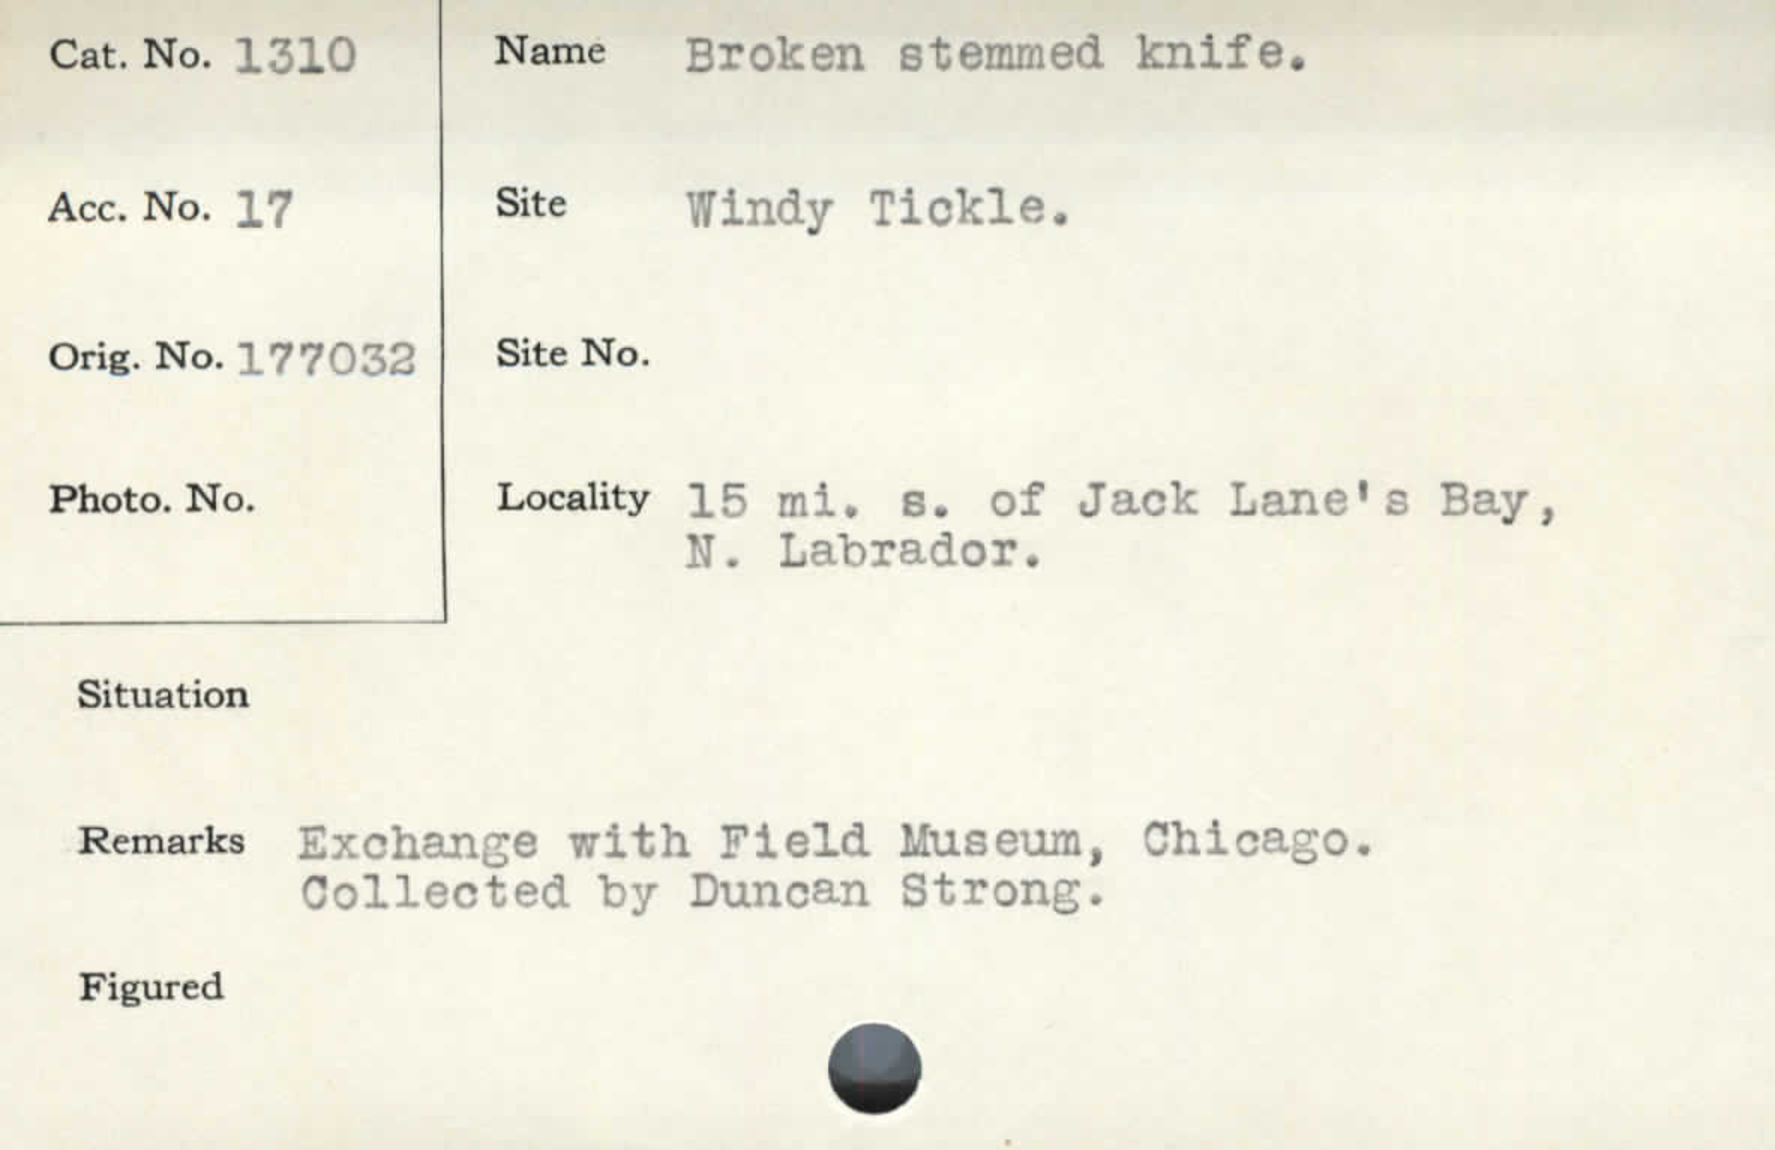 Cat. No. 1310
Acc. No. 17
Orig. No. 177032
Photo. No.
Name Broken stemmed knife.
Site Windy Tickle.
Site No.
Locality 15 mi. s. of Jack Lane's Bay,
N. Labrador.
Situation
Remarks Exchange with Field Museum, Chicago.
Collected by Duncan Strong.
Figured